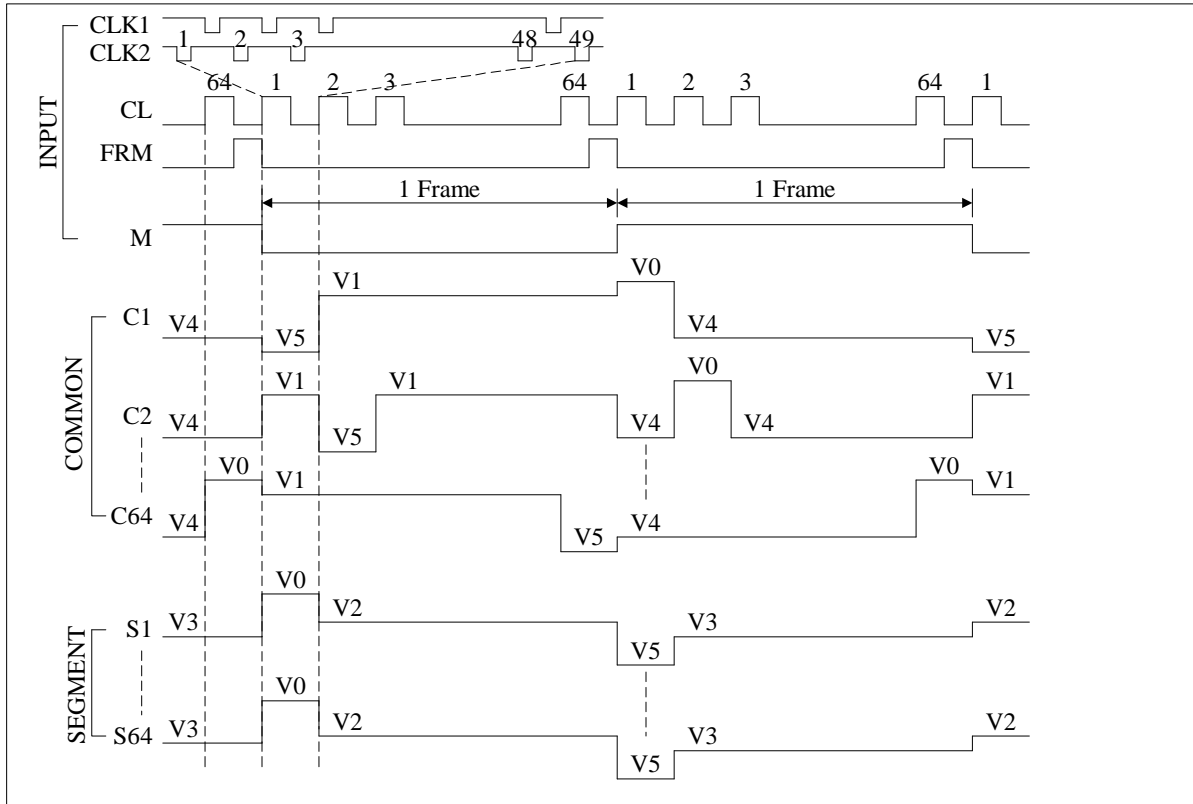 CLK1
1 2 3 48 49
CLK2
64 1 2 3 64 1 2 3 64 1
CL
FRM
1 Frame 1 Frame
M
INPUT
V1 V0
C1 V4 V5 V4 V5
V1 V1 V0 V1
C2 V4 V5 V4 V4
V0 V1 V4 V0 V1
C64 V4 V5
COMMON
V0
S1 V3 V2 V5 V3 V2
V0
S64 V3 V2 V5 V3 V2
SEGMENT